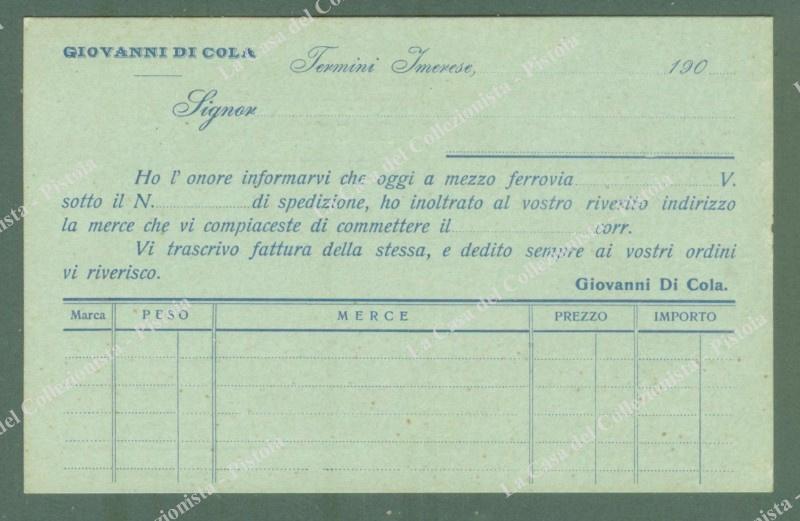 GIOVANNI DI COLA
Termini Imerese, 190
Signor
Ho l' onore informarvi che oggi a mezzo ferrovia V.
sotto il N. di spedizione, ho inoltrato al vostro riverito indirizzo
la merce che vi compiaceste di commettere il corr.
Vi trascrivo fattura della stessa, e dedito sempre ai vostri ordini
vi riverisco.
Giovanni Di Cola.
Marca PESO MERCE PREZZO IMPORTO
La Casa del Collezionista - Pistoia